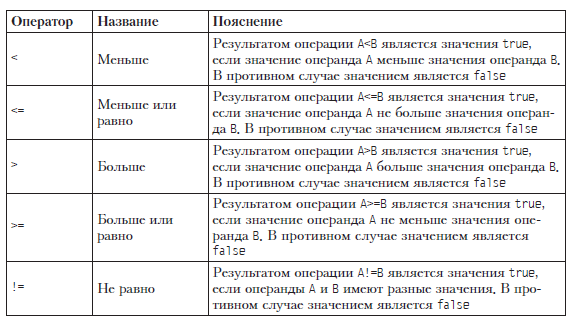 Оператор Название Пояснение
< Меньше Результатом операции A<B является значения true,
если значение операнда A меньше значения операнда B.
В противном случае значением является false
<= Меньше или равно Результатом операции A<=B является значения true,
если значение операнда A не больше значения операн-
да B. В противном случае значением является false
> Больше Результатом операции A>B является значения true,
если значение операнда A больше значения операнда B.
В противном случае значением является false
>= Больше или равно Результатом операции A>=B является значения true,
если значение операнда A не меньше значения опе-
ранда B. В противном случае значением является
false
!= Не равно Результатом операции A!=B является значения true,
если операнды A и B имеют разные значения. В про-
тивном случае значением является false